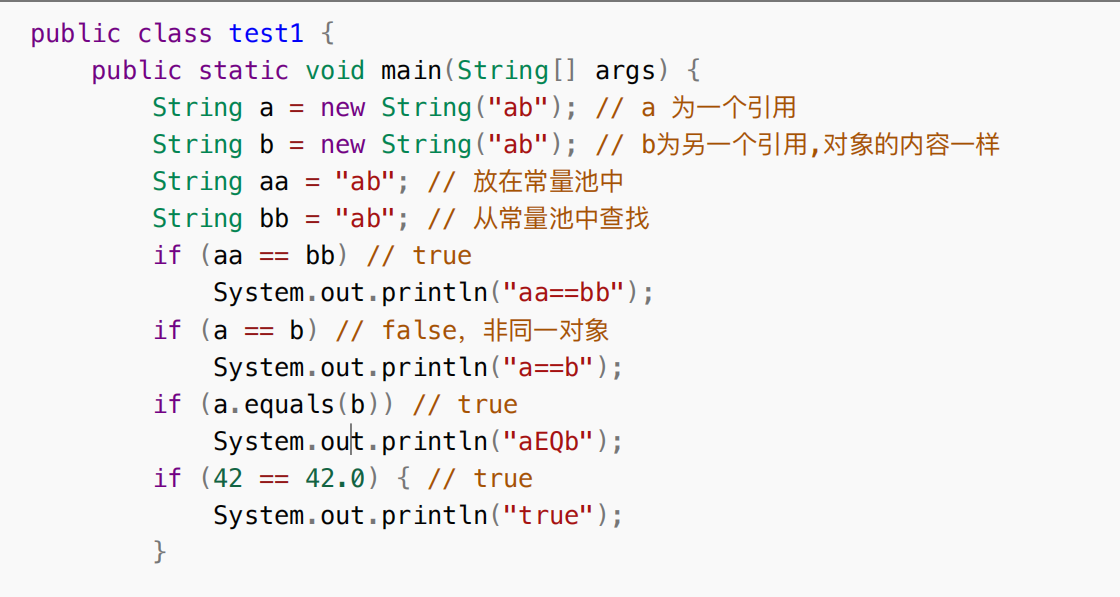 public class test1 {
    public static void main(String[] args) {
        String a = new String("ab"); // a 为一个引用
        String b = new String("ab"); // b为另一个引用,对象的内容一样
        String aa = "ab"; // 放在常量池中
        String bb = "ab"; // 从常量池中查找
        if (aa == bb) // true
            System.out.println("aa==bb");
        if (a == b) // false，非同一对象
            System.out.println("a==b");
        if (a.equals(b)) // true
            System.out.println("aEQb");
        if (42 == 42.0) { // true
            System.out.println("true");
        }